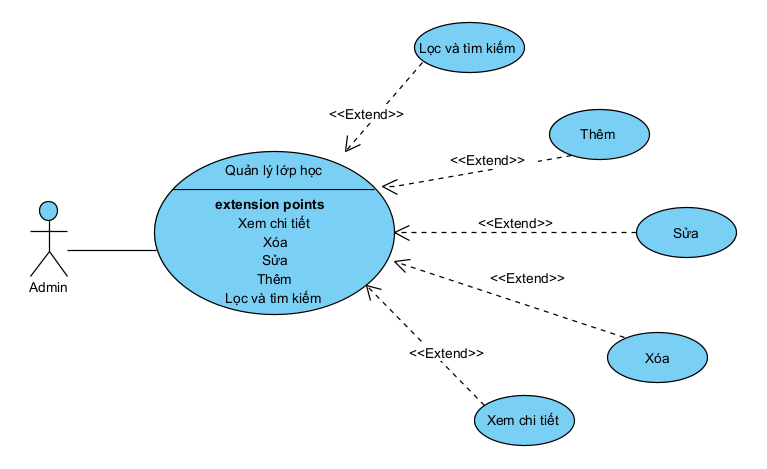 Lọc và tìm kiếm
<<Extend>>
Thêm
<<Extend>>
Quản lý lớp học
extension points
Xem chi tiết
Xóa
Sửa
Thêm
Lọc và tìm kiếm
<<Extend>>
Sửa
<<Extend>>
Admin
<<Extend>>
Xóa
Xem chi tiết